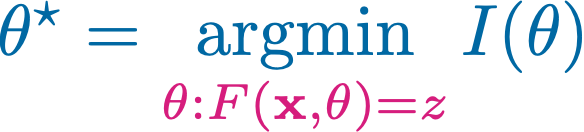 θ⋆ = argmin I(θ)
θ:F(𝐱,θ)=z